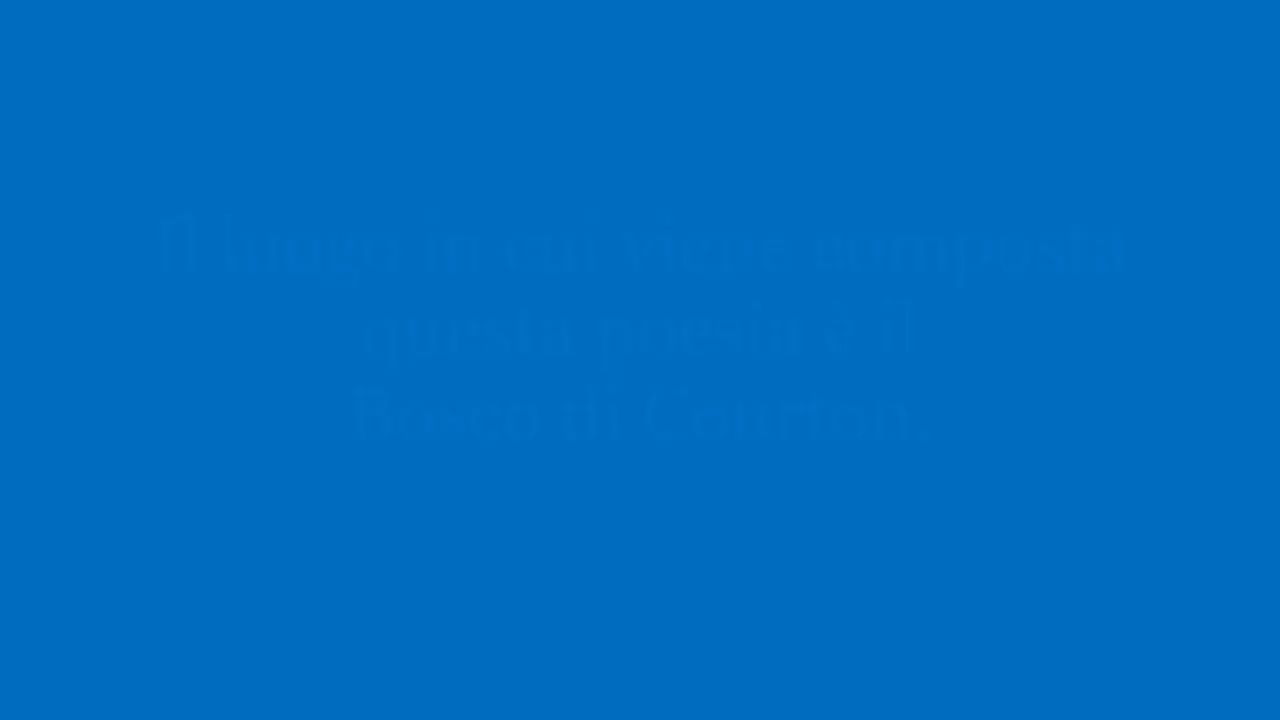 Il luogo in cui viene composta
questa poesia è il
Bosco di Courton.